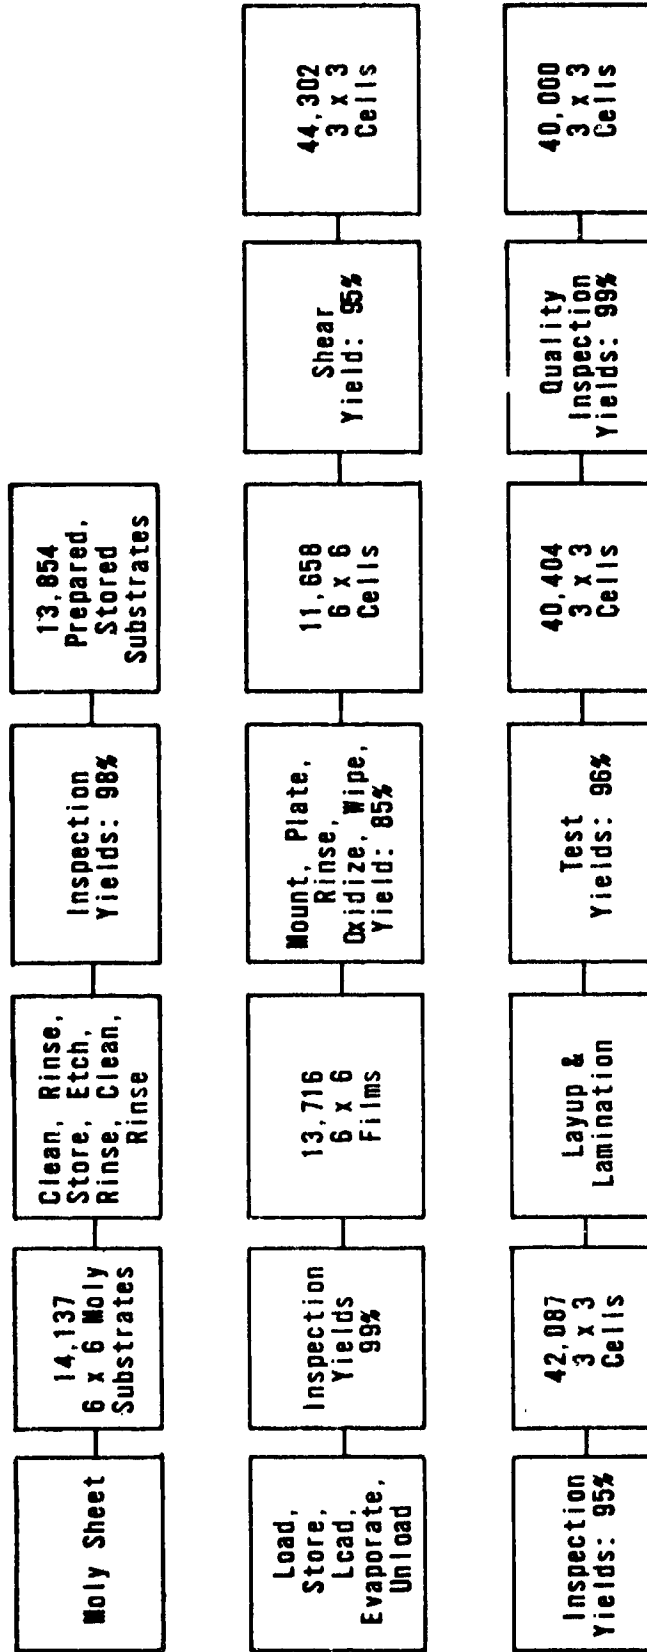 Moly Sheet
14,137
6 x 6 Moly
Substrates
Clean, Rinse,
Store, Etch,
Rinse, Clean,
Rinse
Inspection
Yields: 98%
13,854
Prepared,
Stored
Substrates
Load,
Store,
Lcad,
Evaporate,
Unload
Inspection
Yields
99%
13,716
6 x 6
Films
Mount, Plate,
Rinse,
Oxidize, Wipe,
Yield: 85%
11,658
6 x 6
Cells
Shear
Yield: 95%
44,302
3 x 3
Cells
Inspection
Yields: 95%
42,087
3 x 3
Cells
Layup &
Lamination
Test
Yields: 96%
40,404
3 x 3
Cells
Quality
Inspection
Yields: 99%
40,000
3 x 3
Cells